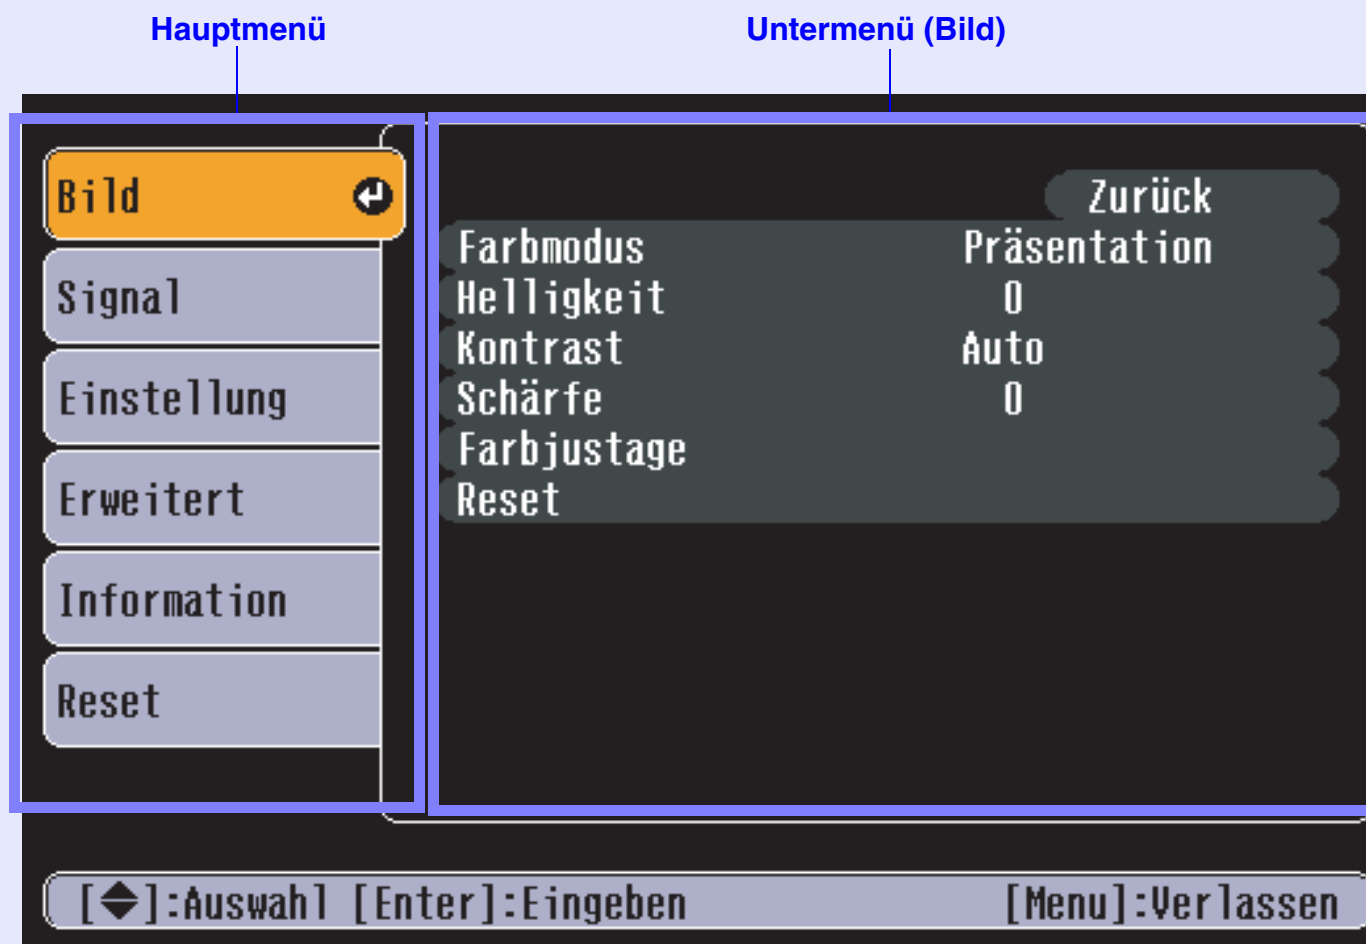 Hauptmenü
Untermenü (Bild)
Bild
Signal
Einstellung
Erweitert
Information
Reset
Zurück
Farbmodus Präsentation
Helligkeit 0
Kontrast Auto
Schärfe 0
Farbjustage
Reset
[◆]:Auswahl [Enter]:Eingeben [Menu]:Verlassen